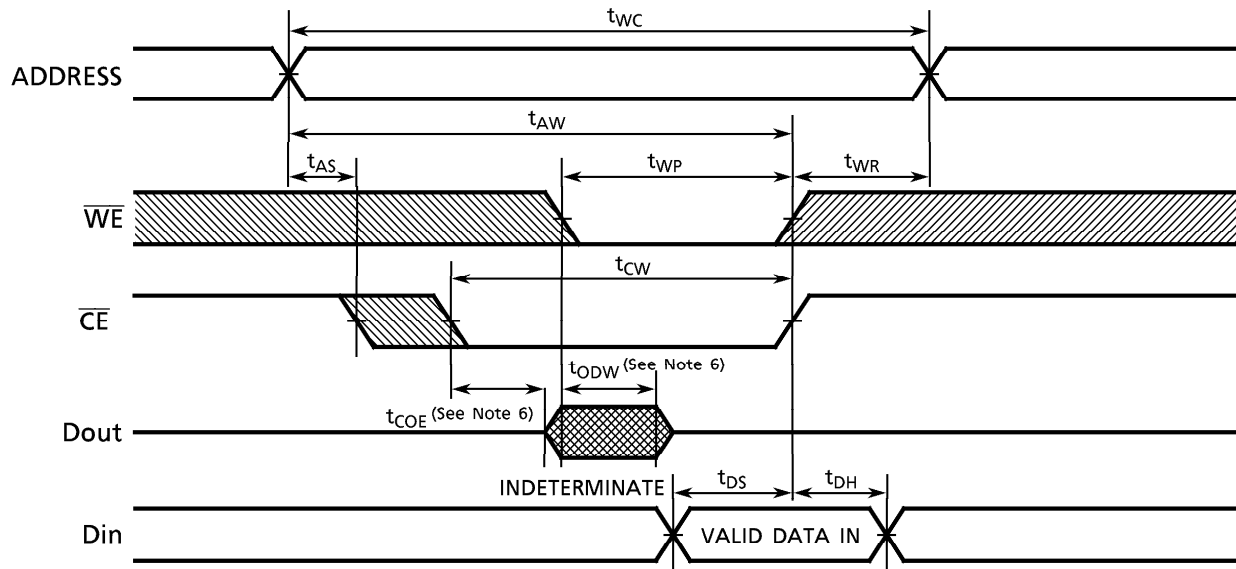 tWC
ADDRESS
tAW
tAS
tWP
tWR
WE
tCW
CE
tODW (See Note 6)
tCOE (See Note 6)
Dout
INDETERMINATE
tDS
tDH
Din
VALID DATA IN